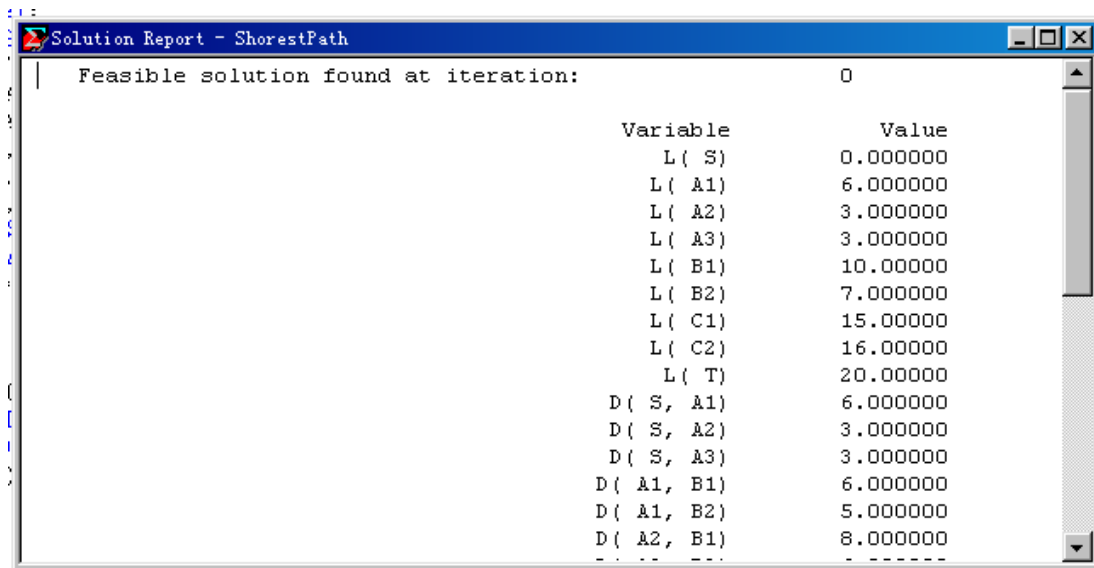 Solution Report - ShorestPath
Feasible solution found at iteration: 0
Variable Value
L( S) 0.000000
L( A1) 6.000000
L( A2) 3.000000
L( A3) 3.000000
L( B1) 10.00000
L( B2) 7.000000
L( C1) 15.00000
L( C2) 16.00000
L( T) 20.00000
D( S, A1) 6.000000
D( S, A2) 3.000000
D( S, A3) 3.000000
D( A1, B1) 6.000000
D( A1, B2) 5.000000
D( A2, B1) 8.000000